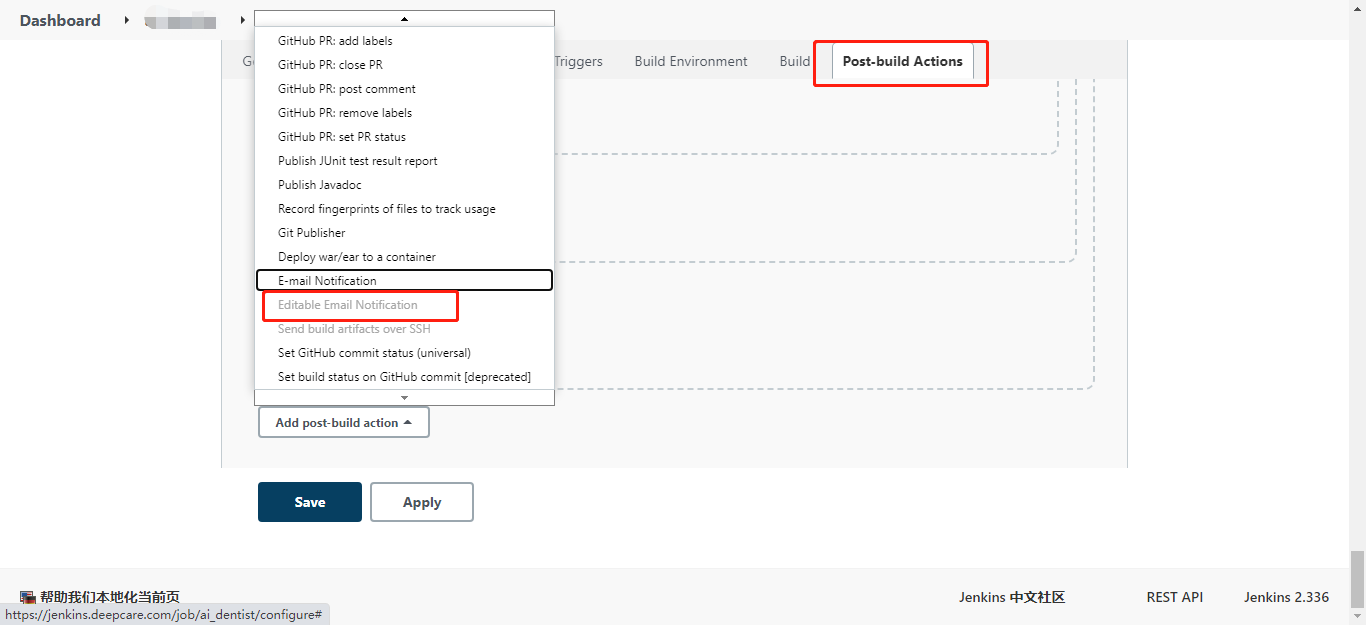 Dashboard
Triggers
Build Environment
Build
Post-build Actions
GitHub PR: add labels
GitHub PR: close PR
GitHub PR: post comment
GitHub PR: remove labels
GitHub PR: set PR status
Publish JUnit test result report
Publish Javadoc
Record fingerprints of files to track usage
Git Publisher
Deploy war/ear to a container
E-mail Notification
Editable Email Notification
Send build artifacts over SSH
Set GitHub commit status (universal)
Set build status on GitHub commit [deprecated]
Add post-build action
Save
Apply
帮助我们本地化当前页
Jenkins 中文社区
REST API
Jenkins 2.336
https://jenkins.deepcare.com/job/ai_dentist/configure#